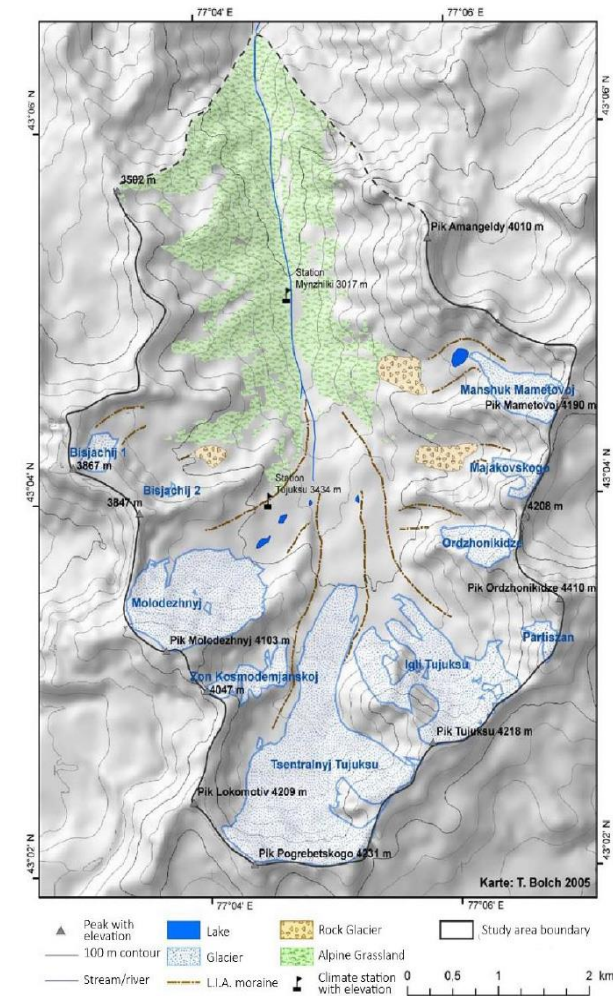 77°04' E
77°06' E
43°06' N
43°06' N
3592 m
Pik Amangeldy 4010 m
Station
Mynzhilki 3017 m
Manshuk Mametovoj
Pik Mametovoj 4190 m
Bisjachij 1
3867 m
Majakovskogo
43°04' N
43°04' N
Bisjachij 2
Station
Tujuksu 3434 m
3847 m
4208 m
Ordzhonikidze
Pik Ordzhonikidze 4410 m
Molodezhnyj
Partiszan
Pik Molodezhnyj 4103 m
Igli Tujuksu
Zon Kosmodemjanskoj
4047 m
Pik Tujuksu 4218 m
Tsentralnyj Tujuksu
Pik Lokomotiv 4209 m
43°02' N
43°02' N
Pik Pogrebetskogo 4231 m
Karte: T. Bolch 2005
77°04' E
77°06' E
Peak with
elevation
Lake
Rock Glacier
Study area boundary
100 m contour
Glacier
Alpine Grassland
Stream/river
L.I.A. moraine
Climate station
with elevation
0 0,5 1 2 km